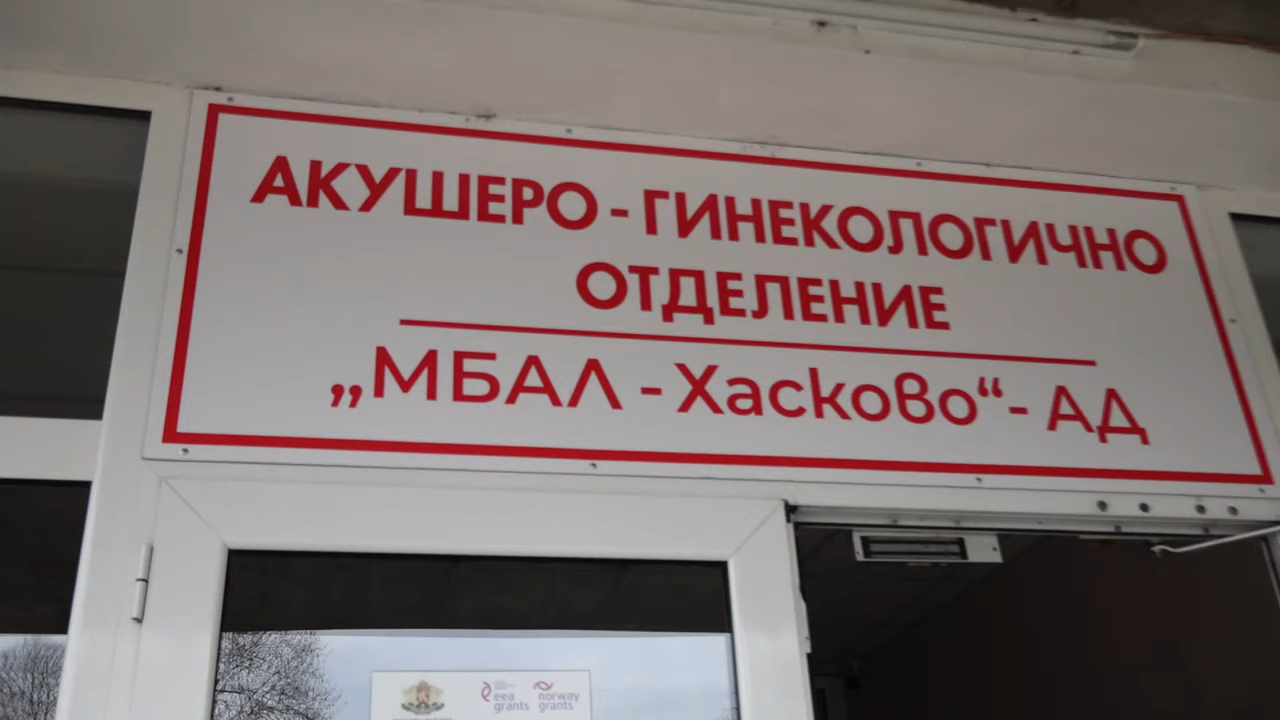 АКУШЕРО - ГИНЕКОЛОГИЧНО
ОТДЕЛЕНИЕ
„МБАЛ - Хасково“ - АД
eea
grants
norway
grants